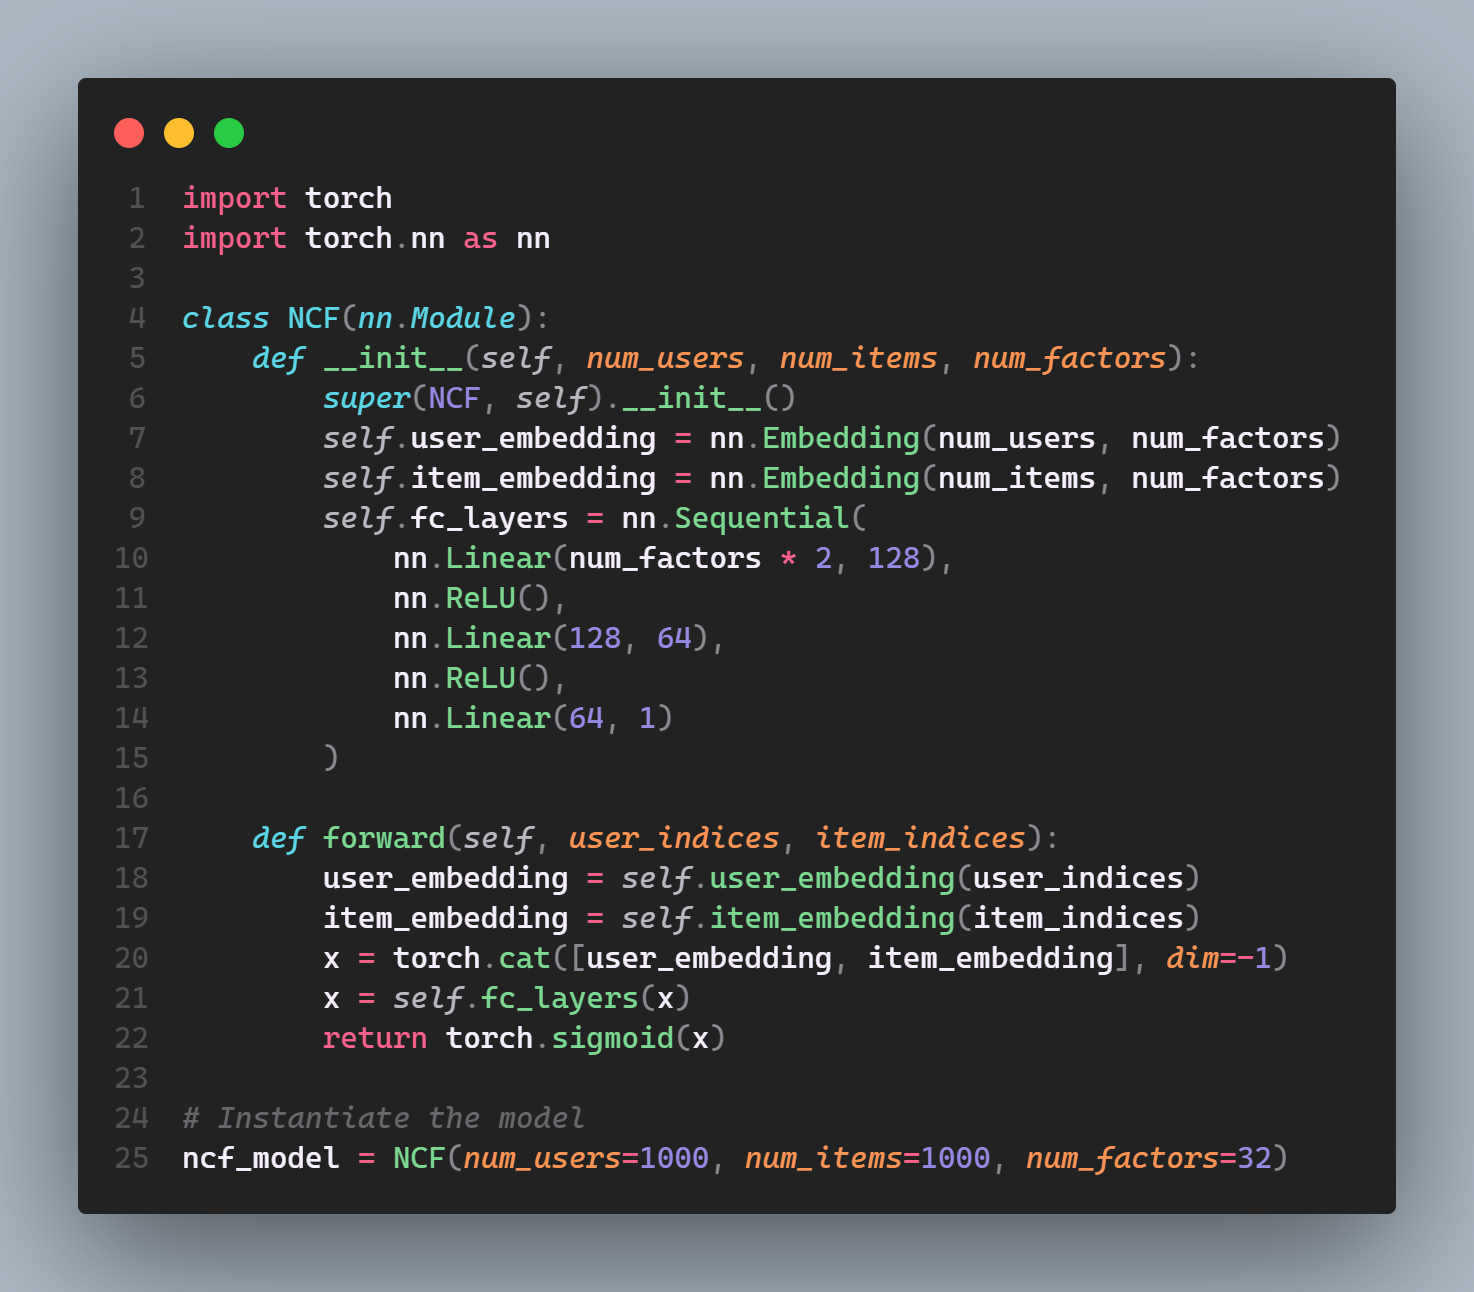 1 import torch
2 import torch.nn as nn
3
4 class NCF(nn.Module):
5     def __init__(self, num_users, num_items, num_factors):
6         super(NCF, self).__init__()
7         self.user_embedding = nn.Embedding(num_users, num_factors)
8         self.item_embedding = nn.Embedding(num_items, num_factors)
9         self.fc_layers = nn.Sequential(
10             nn.Linear(num_factors * 2, 128),
11             nn.ReLU(),
12             nn.Linear(128, 64),
13             nn.ReLU(),
14             nn.Linear(64, 1)
15         )
16
17     def forward(self, user_indices, item_indices):
18         user_embedding = self.user_embedding(user_indices)
19         item_embedding = self.item_embedding(item_indices)
20         x = torch.cat([user_embedding, item_embedding], dim=-1)
21         x = self.fc_layers(x)
22         return torch.sigmoid(x)
23
24 # Instantiate the model
25 ncf_model = NCF(num_users=1000, num_items=1000, num_factors=32)